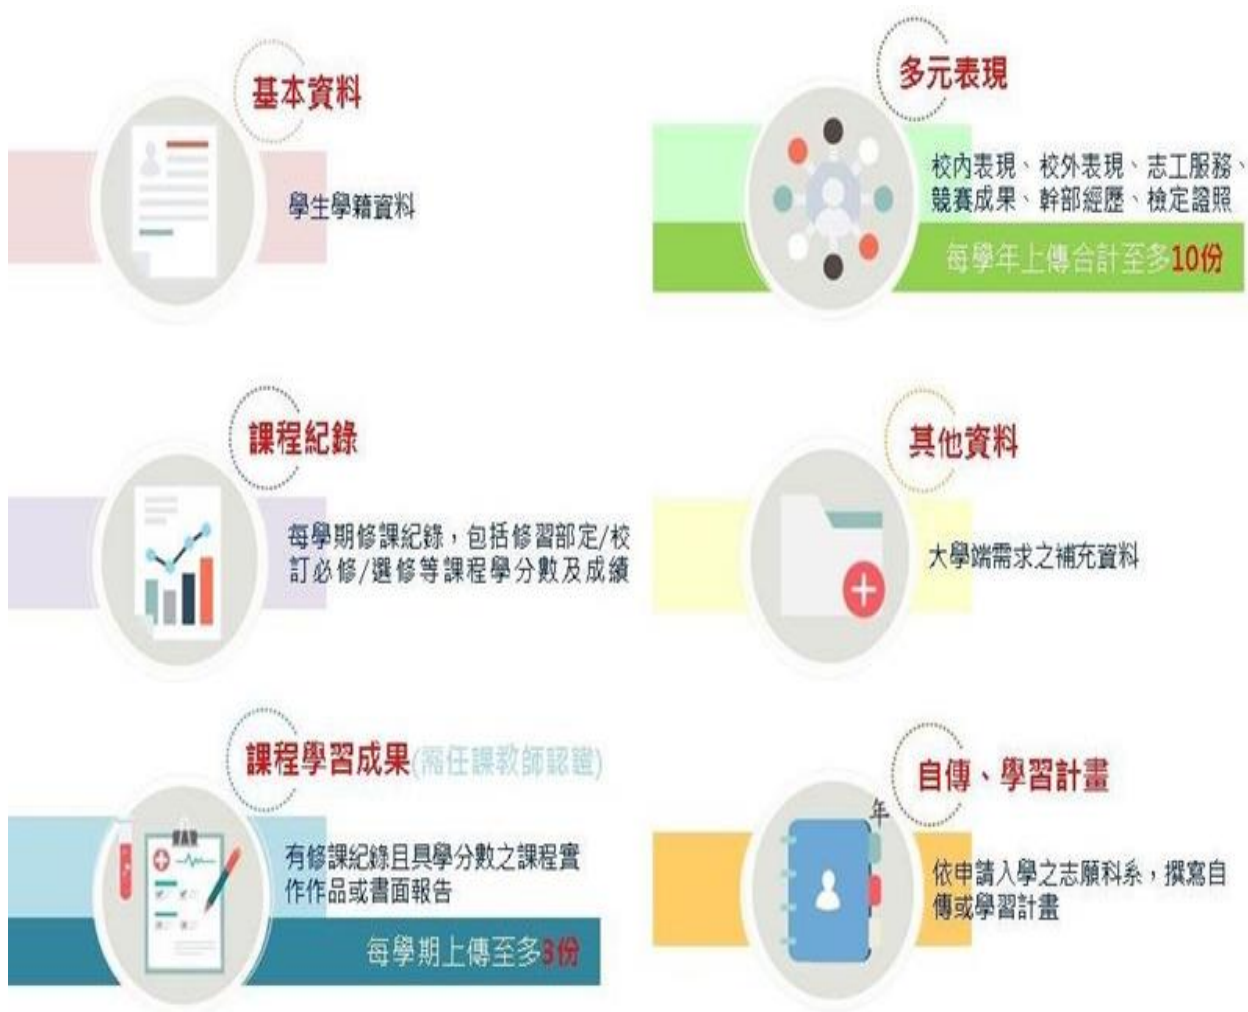 基本資料
學生學籍資料
課程紀錄
每學期修課紀錄，包括修習部定/校
訂必修/選修等課程學分數及成績
課程學習成果(需任課教師認證)
有修課紀錄且具學分數之課程實
作作品或書面報告
每學期上傳至多3份
多元表現
校內表現、校外表現、志工服務、
競賽成果、幹部經歷、檢定證照
每學年上傳合計至多10份
其他資料
大學端需求之補充資料
自傳、學習計畫
年
依申請入學之志願科系，撰寫自
傳或學習計畫